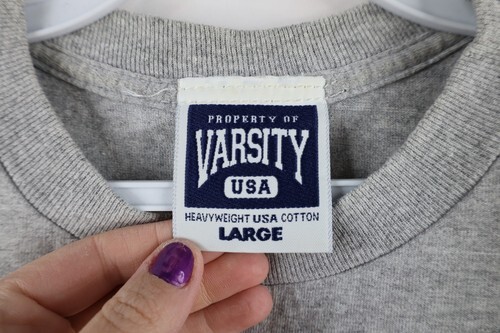 PROPERTY OF
VARSITY
USA
HEAVYWEIGHT USA COTTON
LARGE